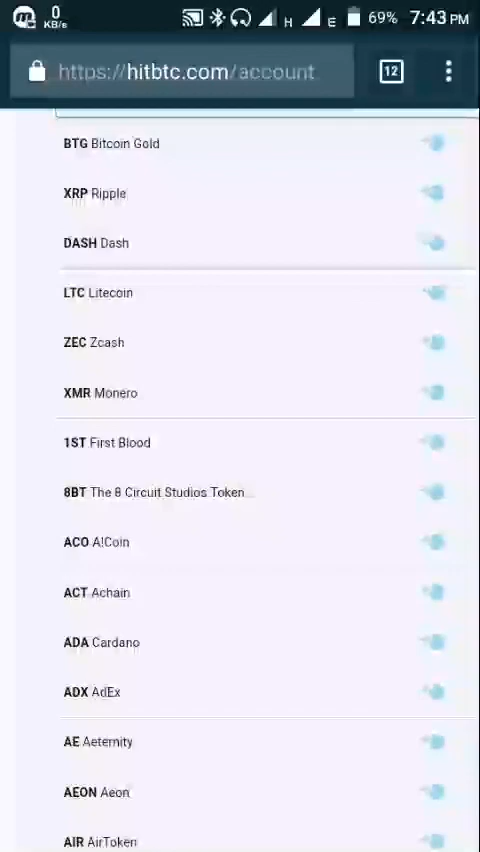 0
KB/s
H
E
69%
7:43 PM
https://hitbtc.com/account
12
BTG Bitcoin Gold
XRP Ripple
DASH Dash
LTC Litecoin
ZEC Zcash
XMR Monero
1ST First Blood
8BT The 8 Circuit Studios Token...
ACO A!Coin
ACT Achain
ADA Cardano
ADX AdEx
AE Aeternity
AEON Aeon
AIR AirToken